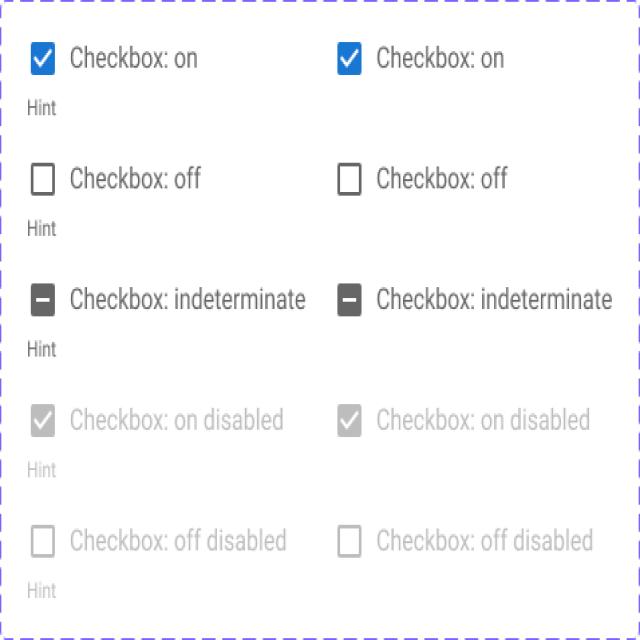 Checkbox: on Checkbox: on
Hint
Checkbox: off Checkbox: off
Hint
Checkbox: indeterminate Checkbox: indeterminate
Hint
Checkbox: on disabled Checkbox: on disabled
Hint
Checkbox: off disabled Checkbox: off disabled
Hint